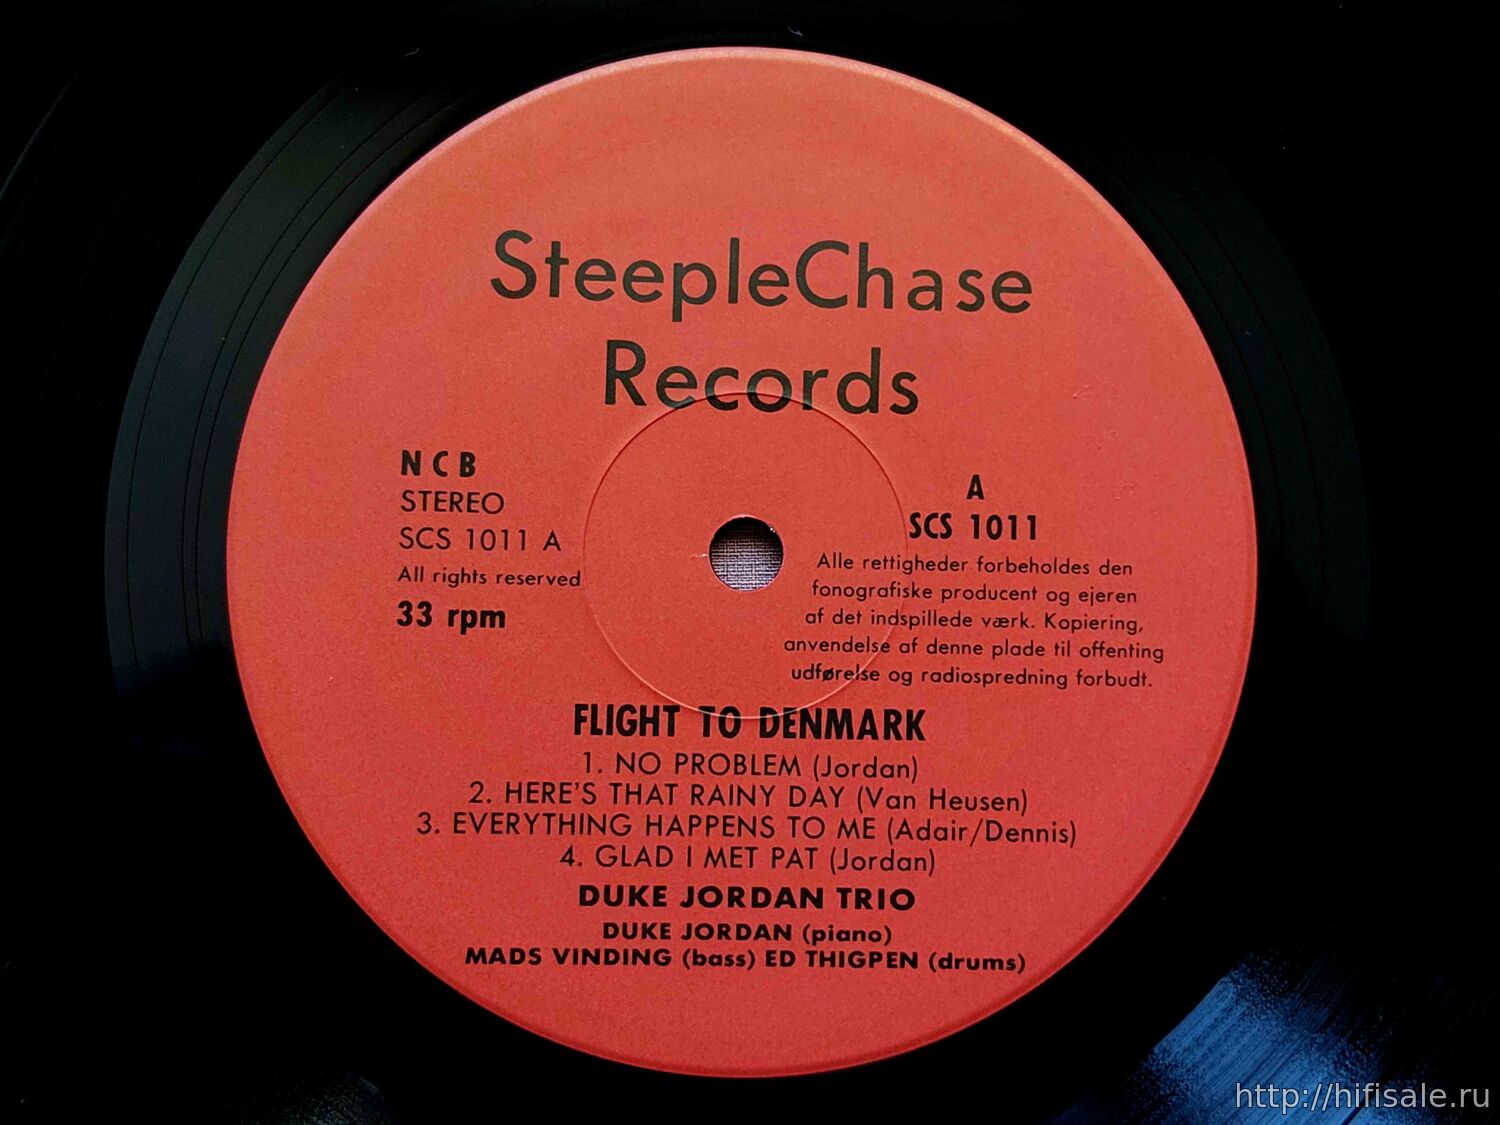 SteepleChase
Records
N C B
STEREO
SCS 1011 A
All rights reserved
33 rpm
A
SCS 1011
Alle rettigheder forbeholdes den
fonografiske producent og ejeren
af det indspillede værk. Kopiering,
anvendelse af denne plade til offenting
udførelse og radiospredning forbudt.
FLIGHT TO DENMARK
1. NO PROBLEM (Jordan)
2. HERE'S THAT RAINY DAY (Van Heusen)
3. EVERYTHING HAPPENS TO ME (Adair/Dennis)
4. GLAD I MET PAT (Jordan)
DUKE JORDAN TRIO
DUKE JORDAN (piano)
MADS VINDING (bass) ED THIGPEN (drums)
http://hifisale.ru